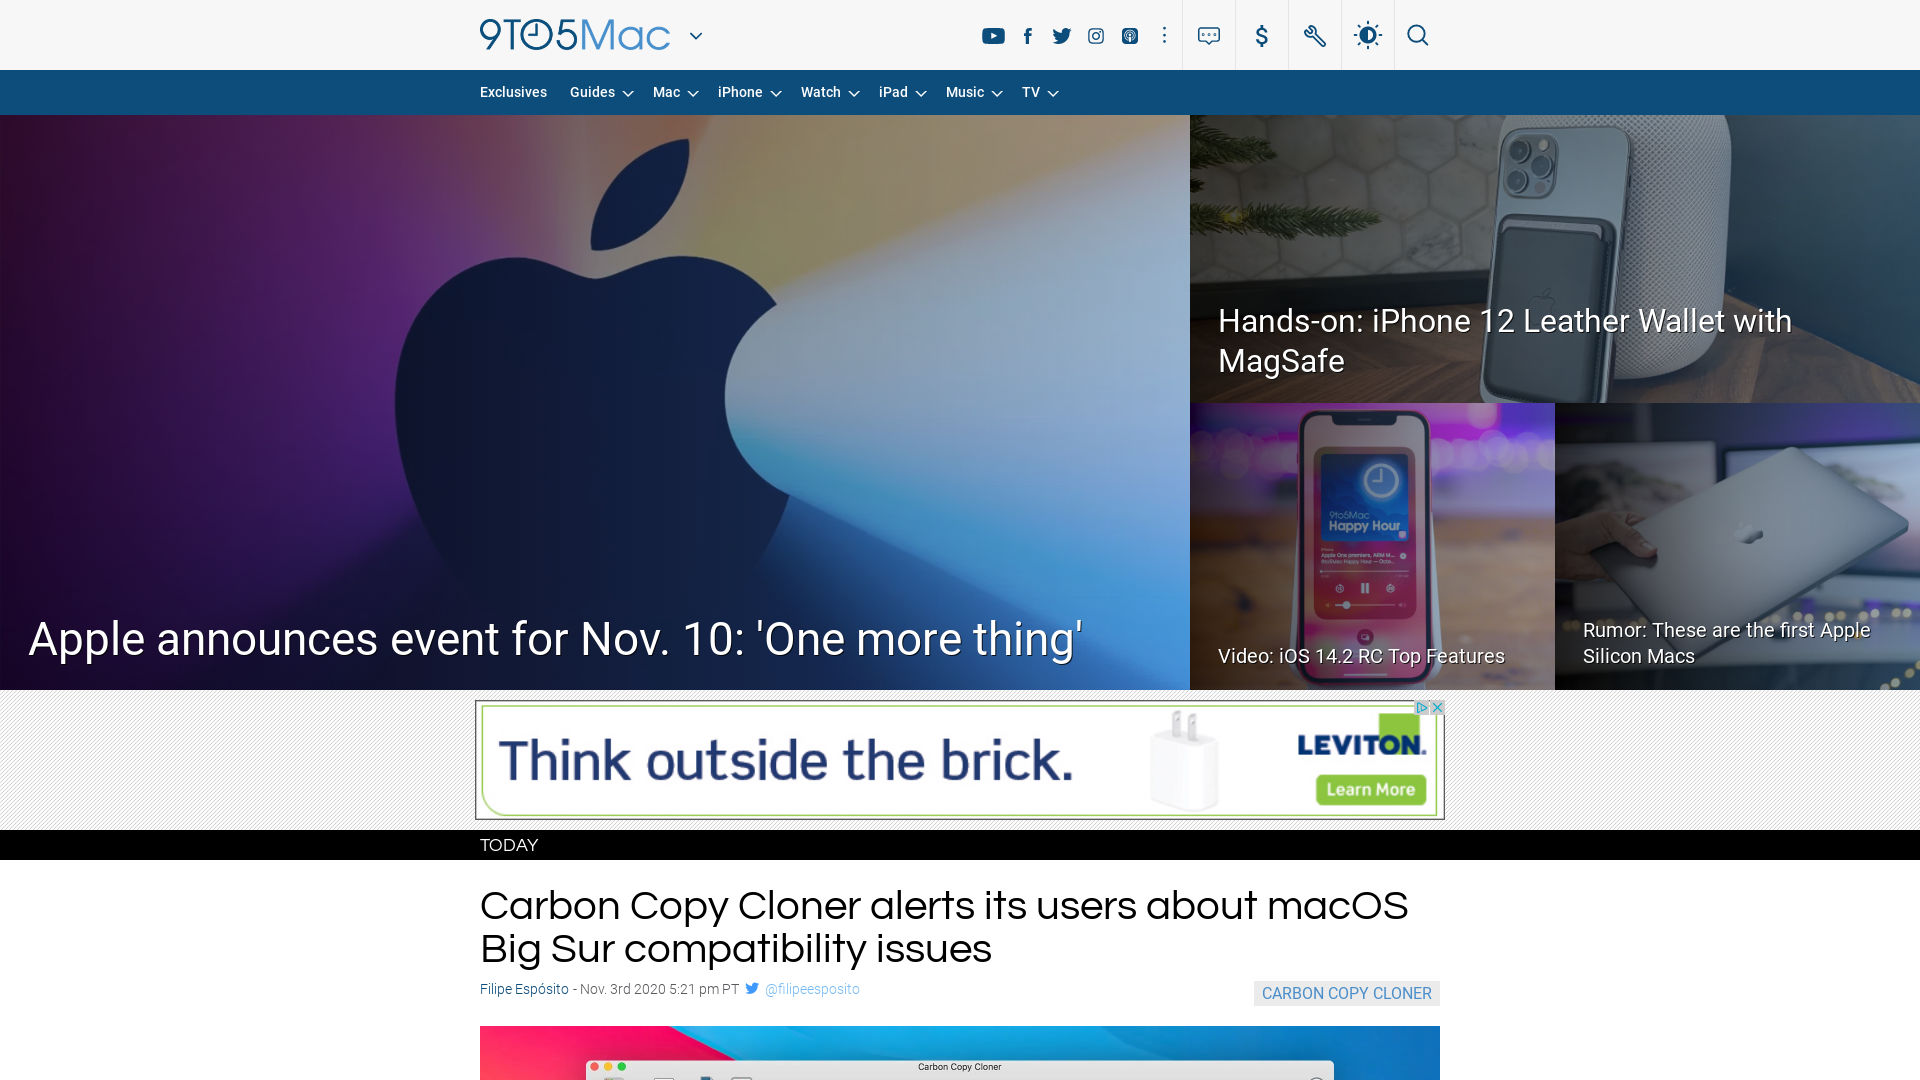 9TO5Mac
Exclusives
Guides
Mac
iPhone
Watch
iPad
Music
TV
Apple announces event for Nov. 10: 'One more thing'
Hands-on: iPhone 12 Leather Wallet with
MagSafe
9to5Mac
Happy Hour
Video: iOS 14.2 RC Top Features
Rumor: These are the first Apple
Silicon Macs
Think outside the brick.
LEVITON.
Learn More
TODAY
Carbon Copy Cloner alerts its users about macOS
Big Sur compatibility issues
Filipe Espósito - Nov. 3rd 2020 5:21 pm PT @filipeesposito
CARBON COPY CLONER
Carbon Copy Cloner